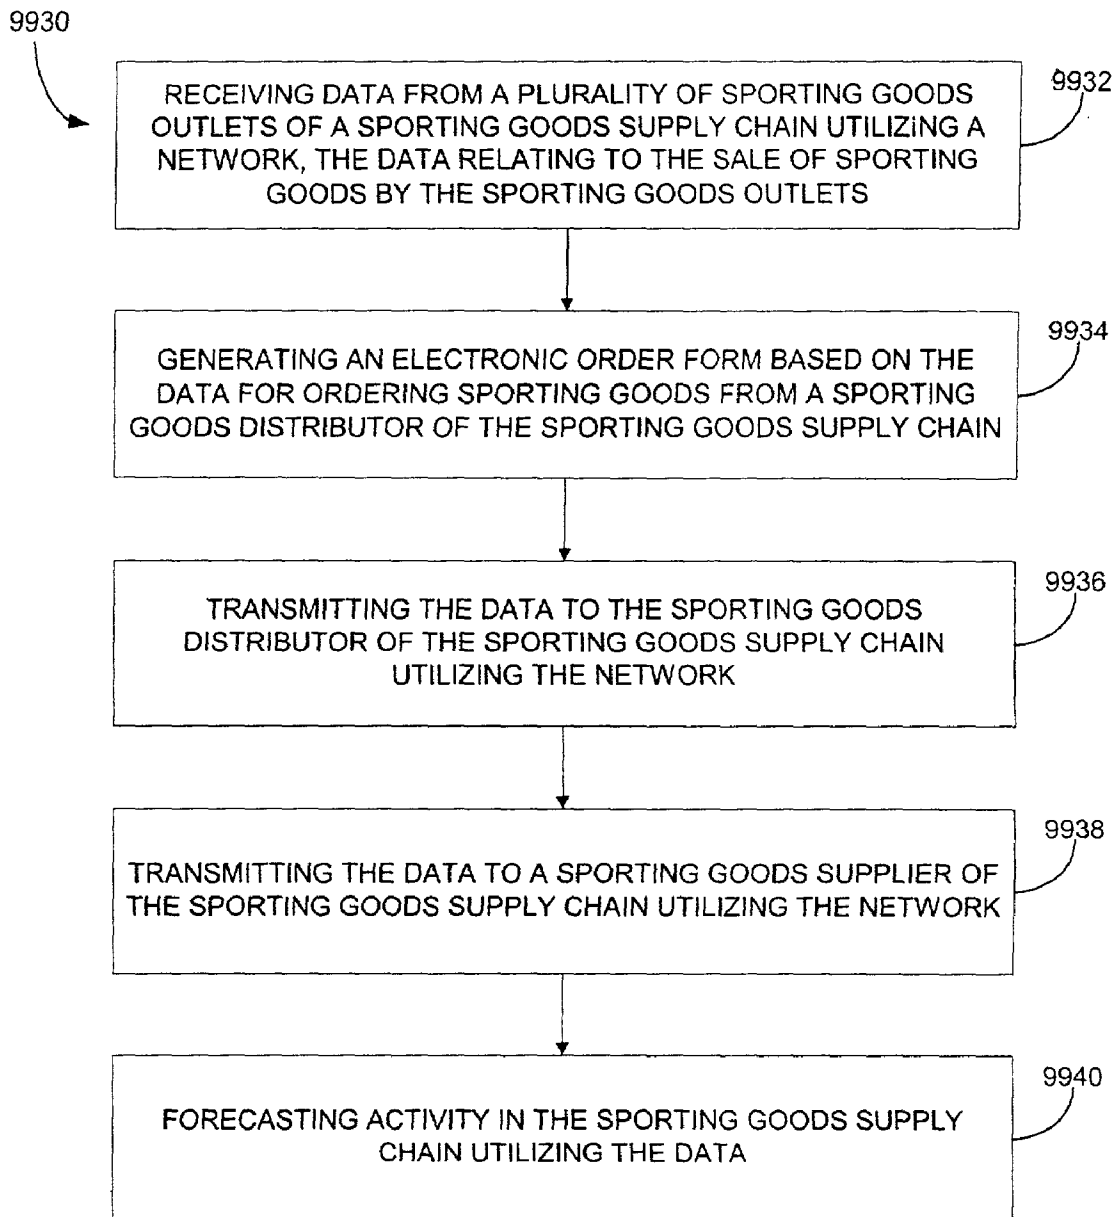 9930
9932
RECEIVING DATA FROM A PLURALITY OF SPORTING GOODS
OUTLETS OF A SPORTING GOODS SUPPLY CHAIN UTILIZING A
NETWORK, THE DATA RELATING TO THE SALE OF SPORTING
GOODS BY THE SPORTING GOODS OUTLETS
9934
GENERATING AN ELECTRONIC ORDER FORM BASED ON THE
DATA FOR ORDERING SPORTING GOODS FROM A SPORTING
GOODS DISTRIBUTOR OF THE SPORTING GOODS SUPPLY CHAIN
9936
TRANSMITTING THE DATA TO THE SPORTING GOODS
DISTRIBUTOR OF THE SPORTING GOODS SUPPLY CHAIN
UTILIZING THE NETWORK
9938
TRANSMITTING THE DATA TO A SPORTING GOODS SUPPLIER OF
THE SPORTING GOODS SUPPLY CHAIN UTILIZING THE NETWORK
9940
FORECASTING ACTIVITY IN THE SPORTING GOODS SUPPLY
CHAIN UTILIZING THE DATA